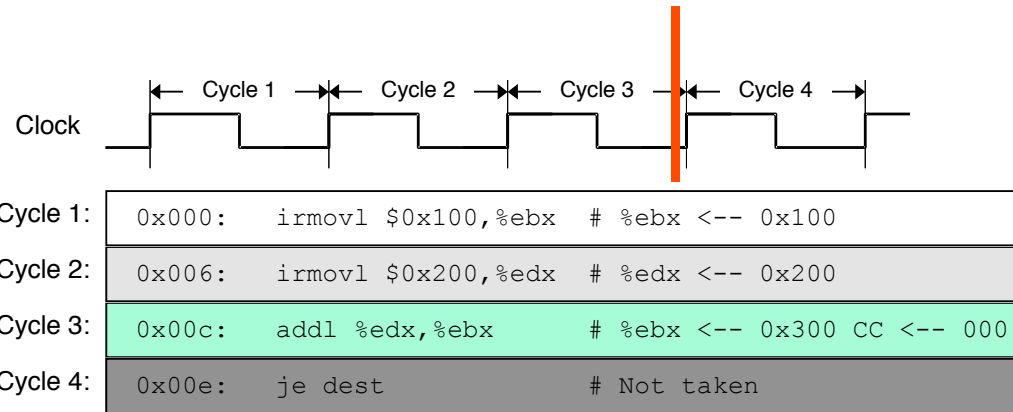 Cycle 1 Cycle 2 Cycle 3 Cycle 4
Clock
Cycle 1: 0x000: irmovl $0x100,%ebx # %ebx <-- 0x100
Cycle 2: 0x006: irmovl $0x200,%edx # %edx <-- 0x200
Cycle 3: 0x00c: addl %edx,%ebx # %ebx <-- 0x300 CC <-- 000
Cycle 4: 0x00e: je dest # Not taken